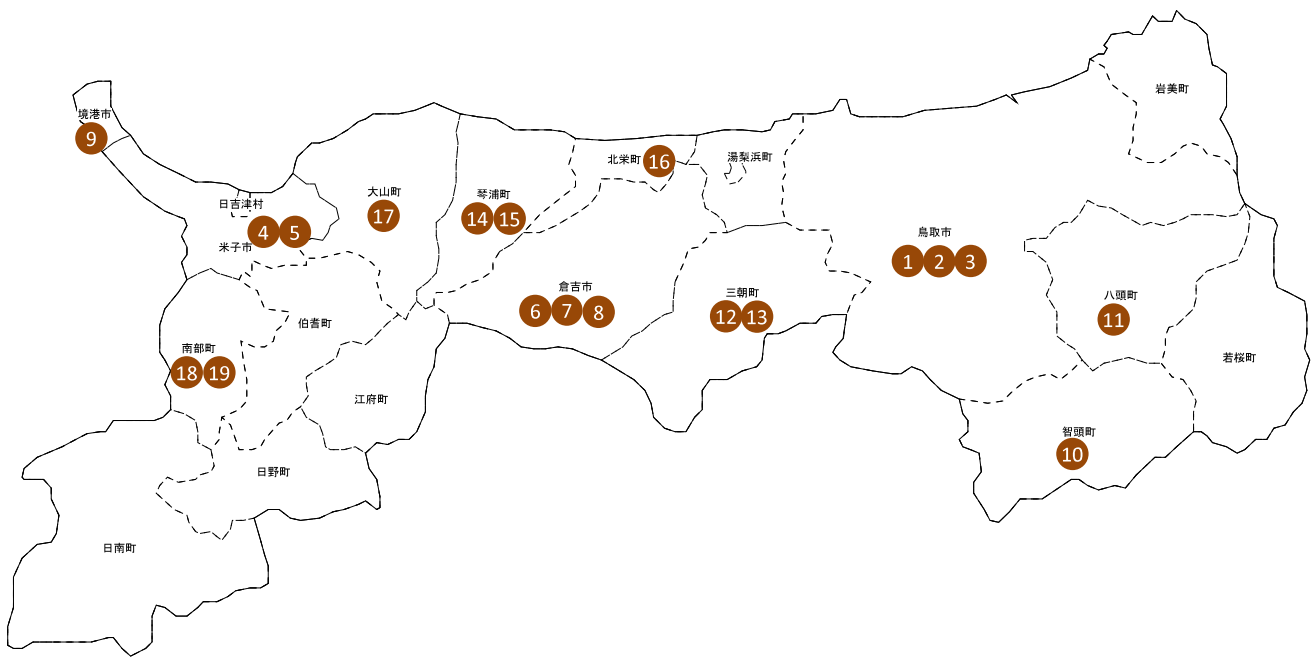 岩美町
境港市
9
北栄町
16
湯梨浜町
大山町
17
琴浦町
14 15
日吉津村
4 5
米子市
鳥取市
1 2 3
倉吉市
6 7 8
三朝町
12 13
八頭町
11
伯耆町
南部町
18 19
若桜町
江府町
智頭町
10
日野町
日南町